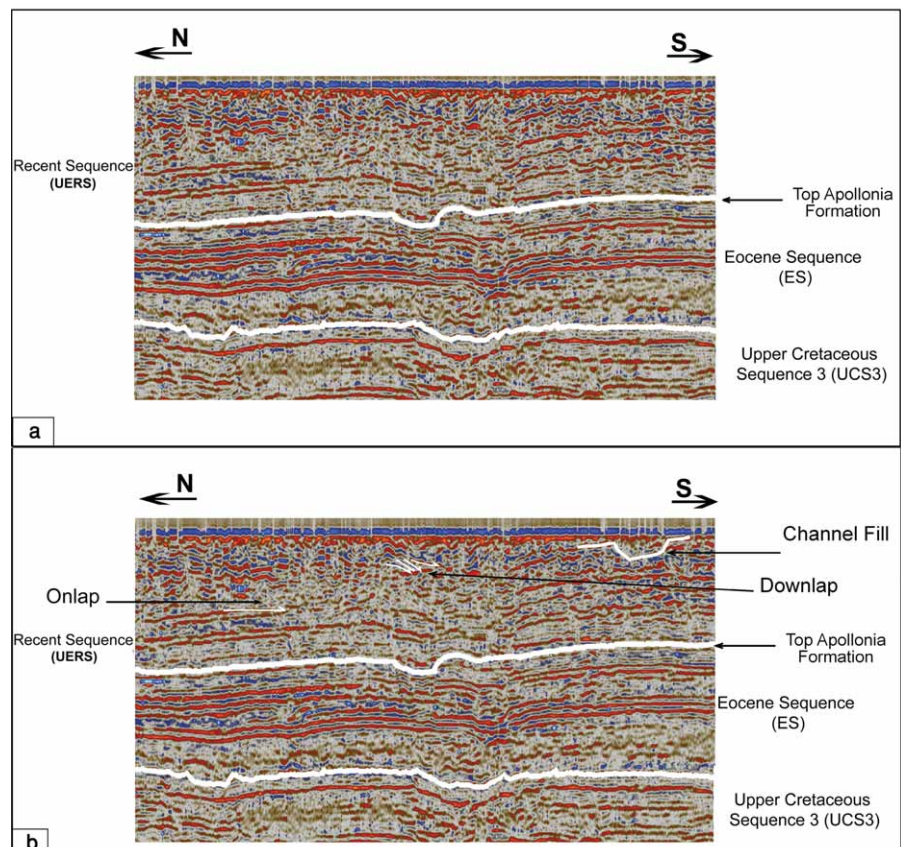 N
S
Recent Sequence
(UERS)
Top Apollonia
Formation
Eocene Sequence
(ES)
Upper Cretaceous
Sequence 3 (UCS3)
a
N
S
Channel Fill
Downlap
Onlap
Recent Sequence
(UERS)
Top Apollonia
Formation
Eocene Sequence
(ES)
Upper Cretaceous
Sequence 3 (UCS3)
b